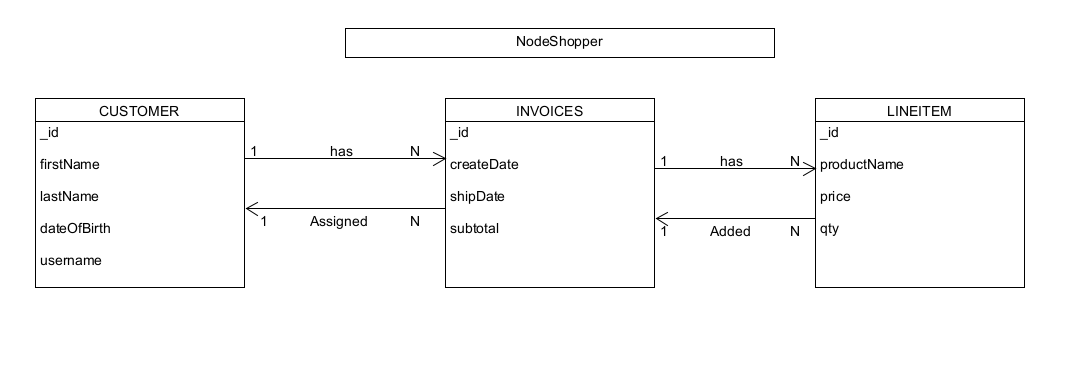 NodeShopper
CUSTOMER
_id
firstName
lastName
dateOfBirth
username
1 has N
1 Assigned N
INVOICES
_id
createDate
shipDate
subtotal
1 has N
1 Added N
LINEITEM
_id
productName
price
qty